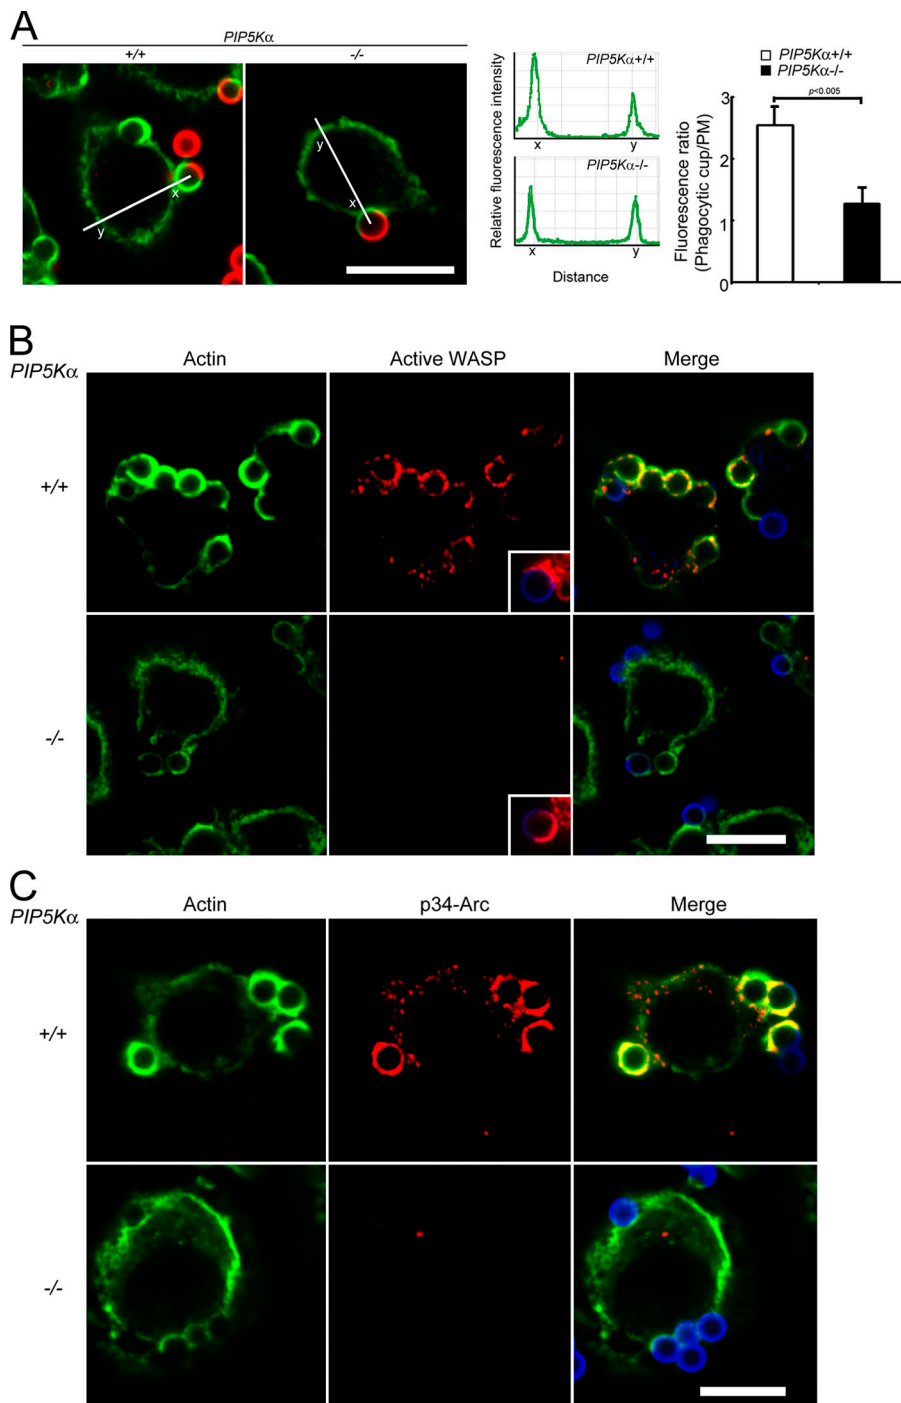 A
PIP5Kα
+/+
-/-
x
y
y
x
Relative fluorescence intensity
PIP5Kα+/+
x
y
PIP5Kα-/-
x
y
Distance
PIP5Kα+/+
PIP5Kα-/-
p<0.005
Fluorescence ratio
(Phagocytic cup/PM)
3
2
1
0
B
PIP5Kα
Actin
Active WASP
Merge
+/+
-/-
C
PIP5Kα
Actin
p34-Arc
Merge
+/+
-/-